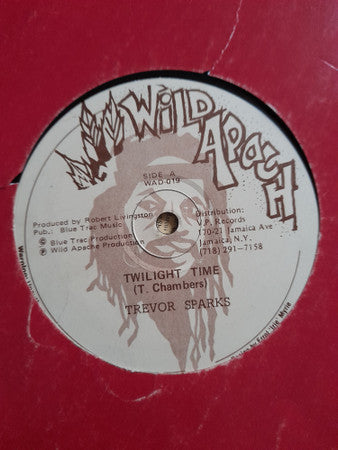 WILD
APACHE
SIDE A
WAD-019
Produced by Robert Livingston
Pub.: Blue Trac Music
Distribution:
V.P. Records
170-21 Jamaica Ave
Jamaica, N.Y.
(718) 291-7158
© Blue Trac Production
℗ Wild Apache Production
TWILIGHT TIME
(T. Chambers)
TREVOR SPARKS